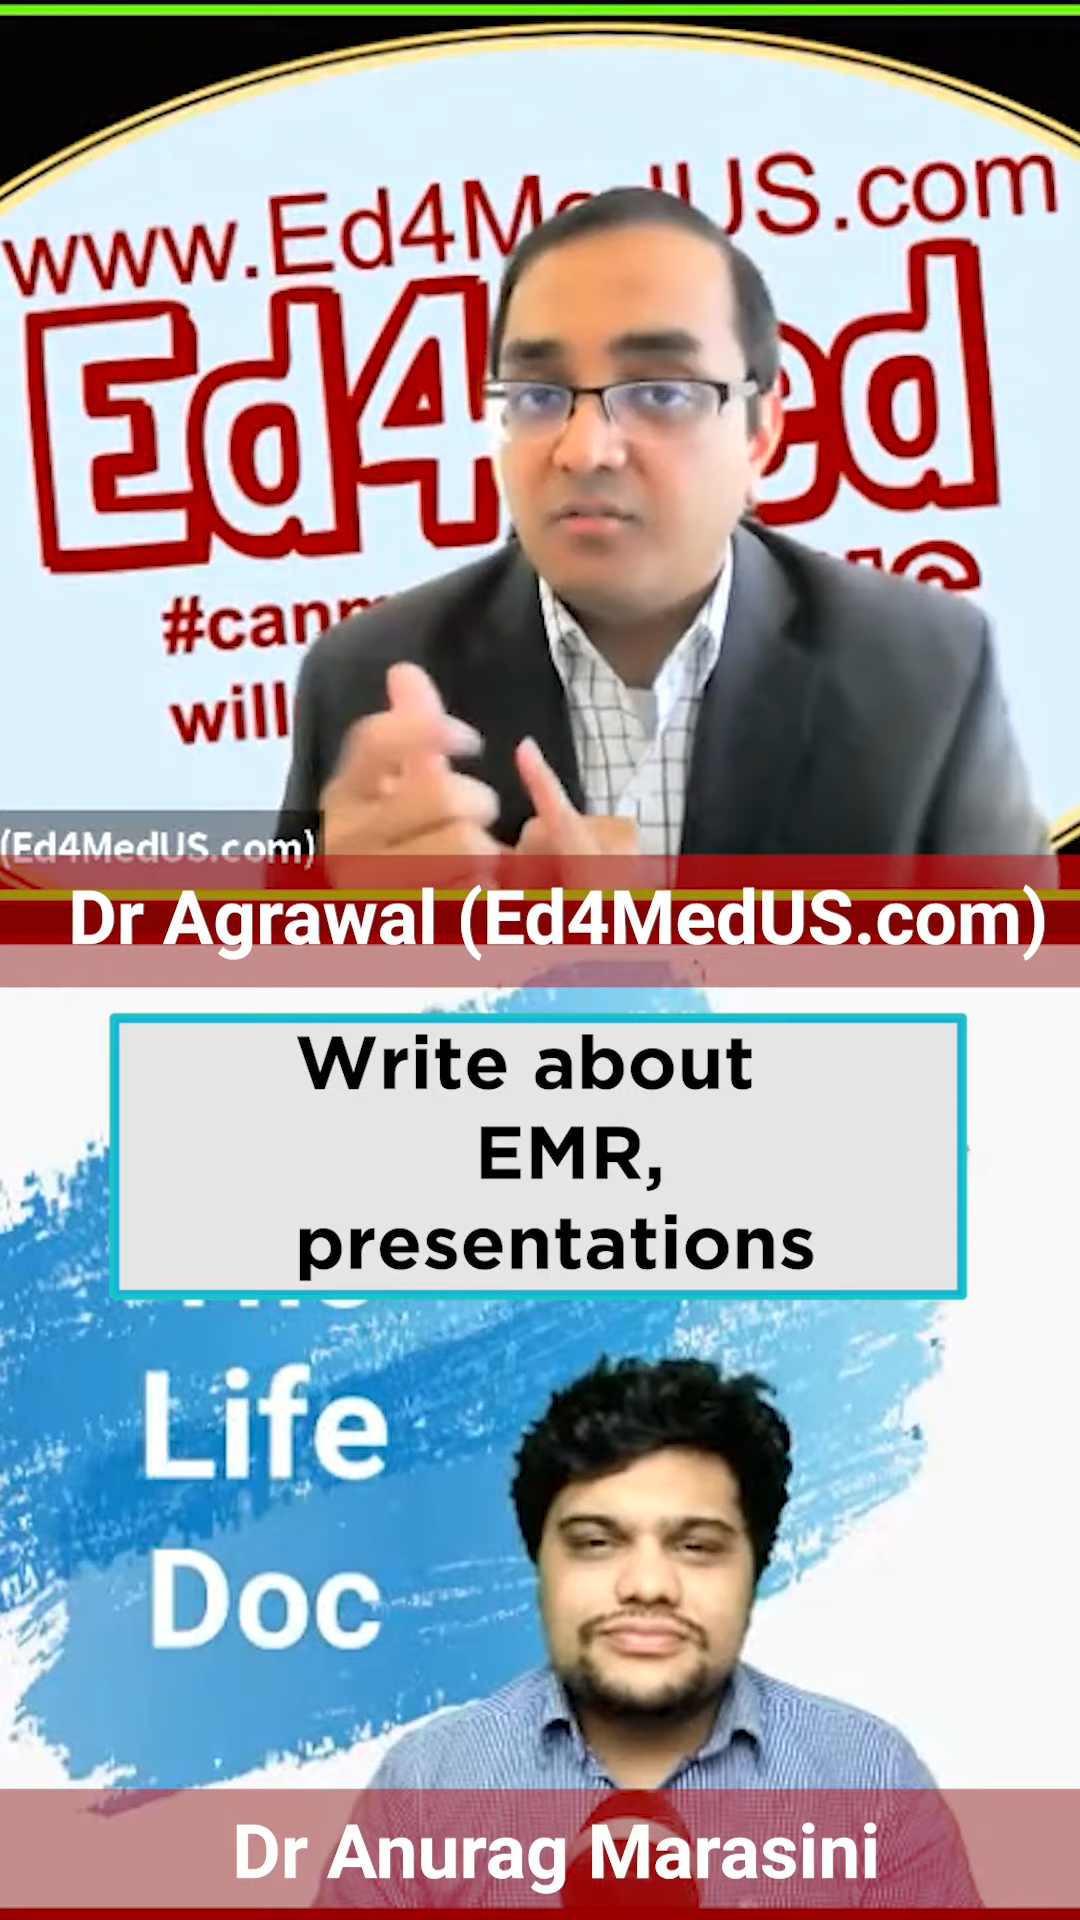 www.Ed4M dUS.com
Ed4 ed
#can
will
(Ed4MedUS.com)
Dr Agrawal (Ed4MedUS.com)
Write about
EMR,
presentations
Life
Doc
Dr Anurag Marasini